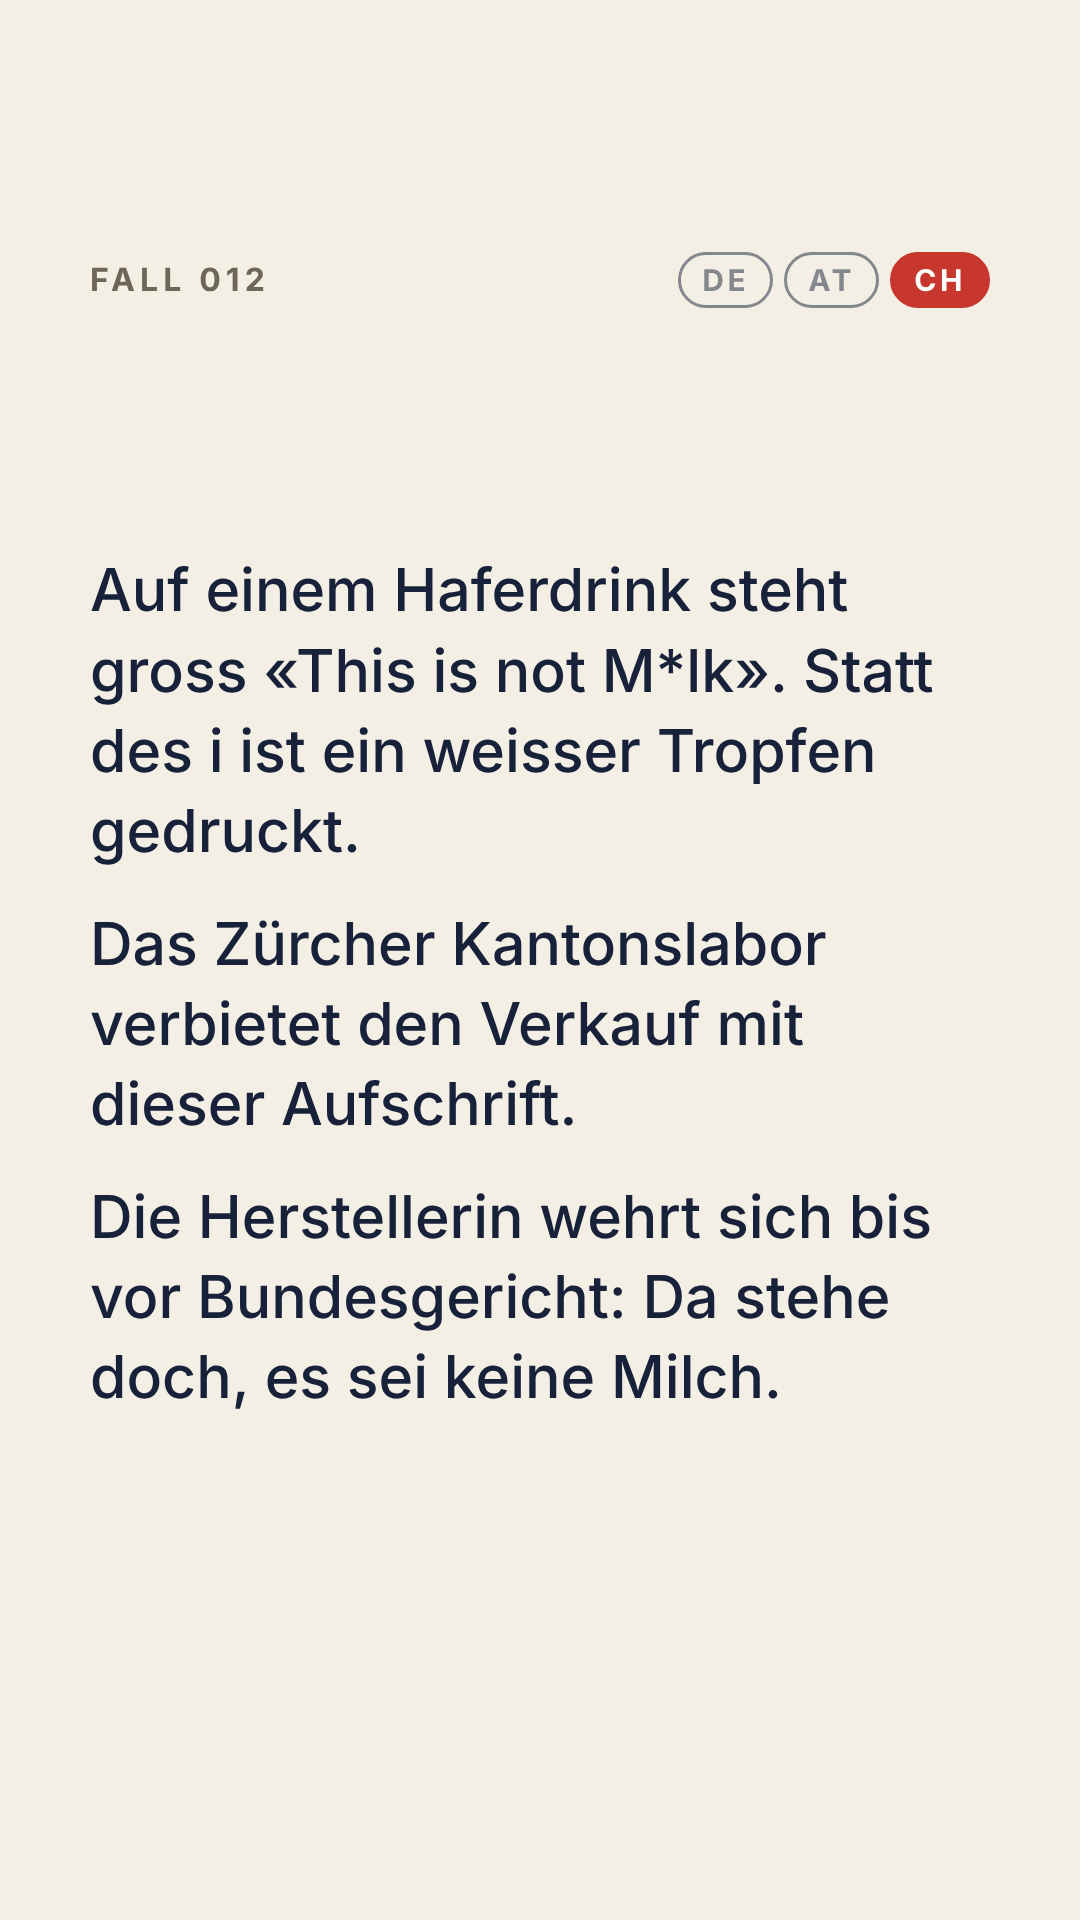 FALL 012
DE AT CH
Auf einem Haferdrink steht
gross «This is not M*lk». Statt
des i ist ein weisser Tropfen
gedruckt.
Das Zürcher Kantonslabor
verbietet den Verkauf mit
dieser Aufschrift.
Die Herstellerin wehrt sich bis
vor Bundesgericht: Da stehe
doch, es sei keine Milch.